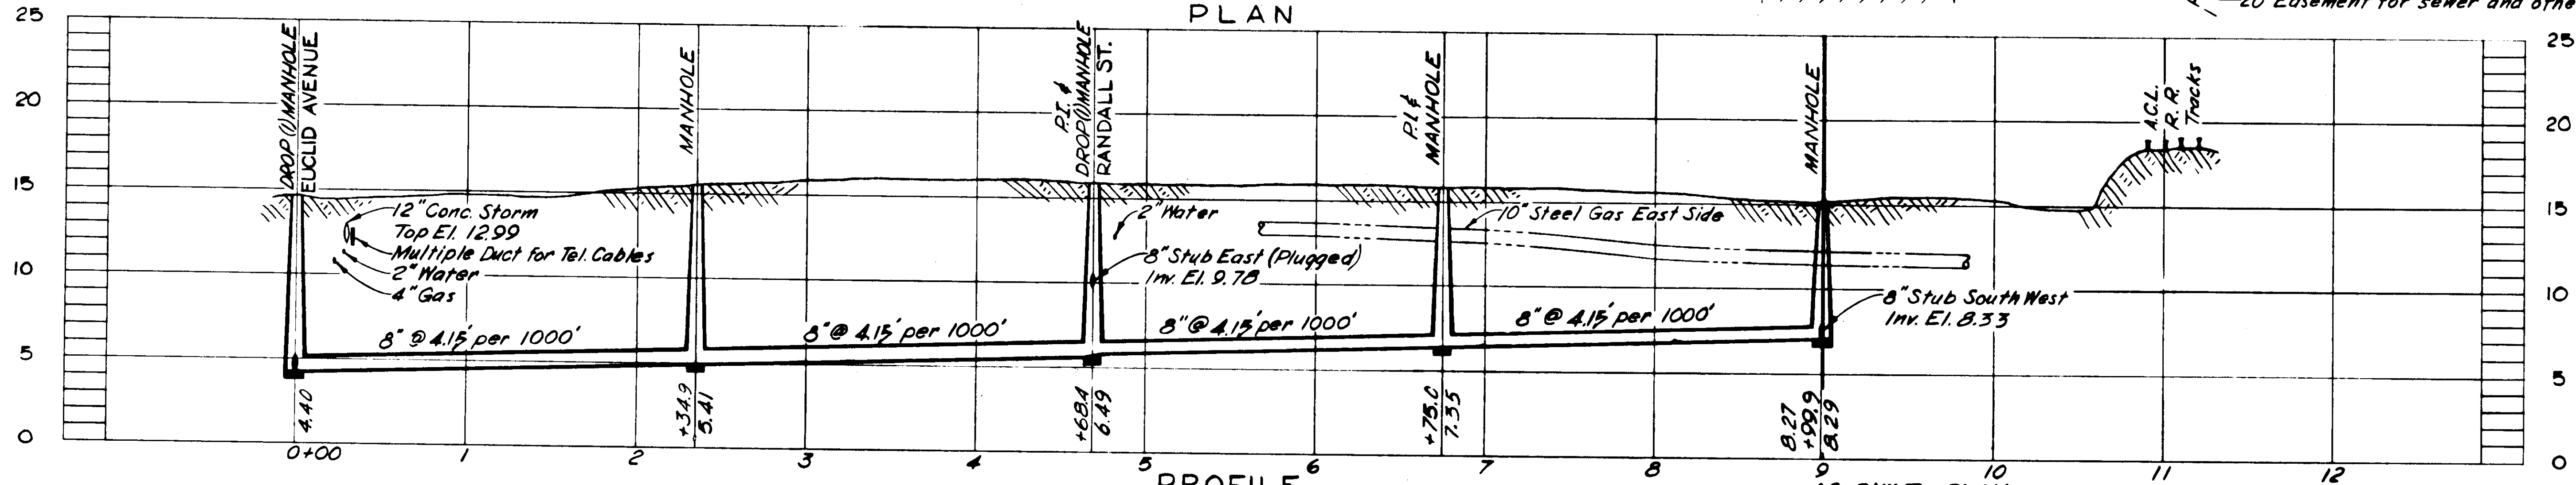 PLAN
20' Easement for sewer and othe
25
20
15
10
5
0
25
20
15
10
5
0
DROP (1) MANHOLE
EUCLID AVENUE
MANHOLE
P.I. &
DROP (1) MANHOLE
RANDALL ST.
P.I. &
MANHOLE
MANHOLE
A.C.L.
R. R.
Tracks
12" Conc. Storm
Top El. 12.99
Multiple Duct for Tel. Cables
2" Water
4" Gas
2" Water
8" Stub East (Plugged)
Inv. El. 9.78
10" Steel Gas East Side
8" Stub South West
Inv. El. 8.33
8" @ 4.15' per 1000'
8" @ 4.15' per 1000'
8" @ 4.15' per 1000'
8" @ 4.15' per 1000'
4.40
+34.9
5.41
+68.4
6.49
+75.0
7.35
8.27
+99.9
8.29
0+00 1 2 3 4 5 6 7 8 9 10 11 12
PROFILE